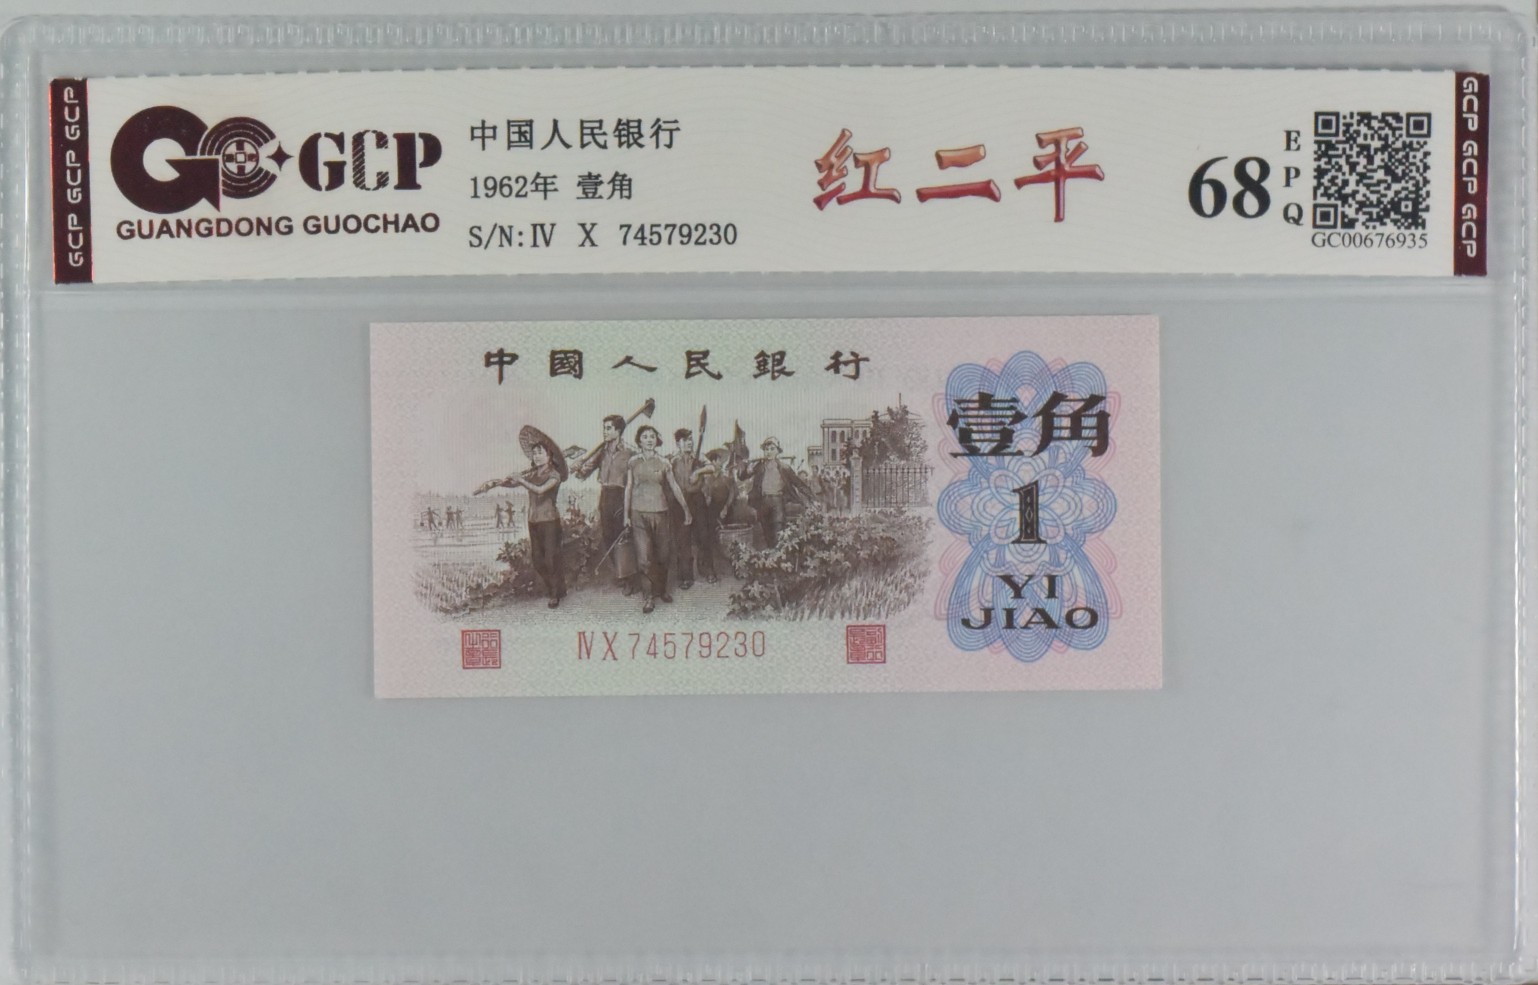 GCP GCP GCP
GCP
GUANGDONG GUOCHAO
中国人民银行
1962年 壹角
S/N: IV X 74579230
红二平
68
EPQ
GC00676935
GCP GCP GCP
中國人民銀行
壹角
1
YI
JIAO
IV X 74579230